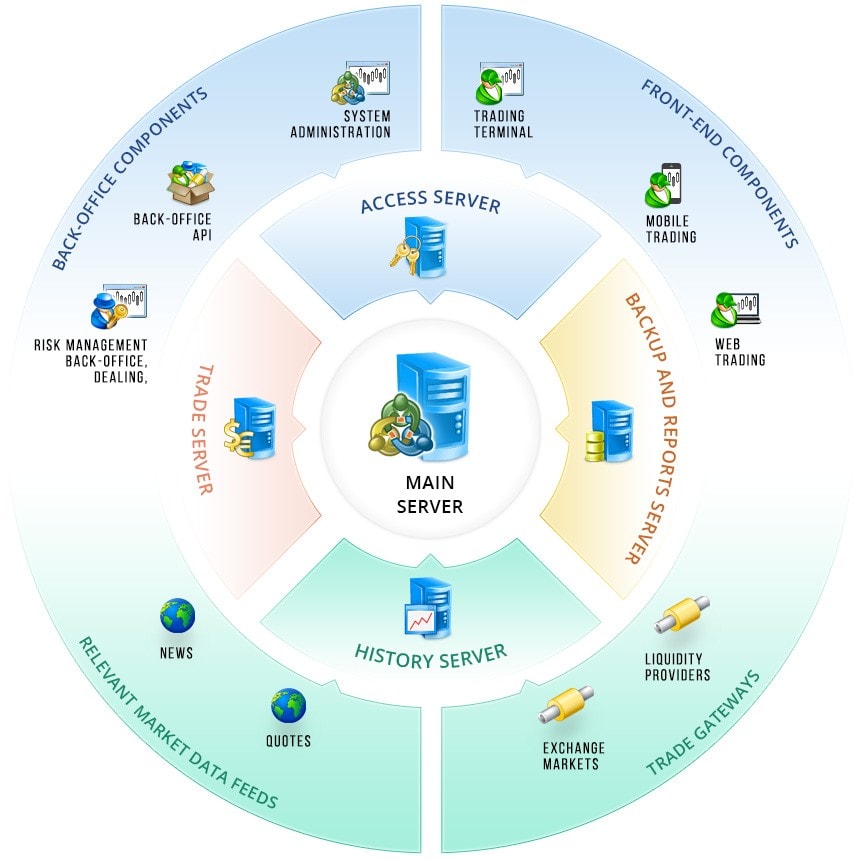 BACK-OFFICE COMPONENTS
SYSTEM
ADMINISTRATION
BACK-OFFICE
API
RISK MANAGEMENT
BACK-OFFICE,
DEALING,
FRONT-END COMPONENTS
TRADING
TERMINAL
MOBILE
TRADING
WEB
TRADING
ACCESS SERVER
TRADE SERVER
BACKUP AND REPORTS SERVER
MAIN
SERVER
HISTORY SERVER
RELEVANT MARKET DATA FEEDS
NEWS
QUOTES
TRADE GATEWAYS
LIQUIDITY
PROVIDERS
EXCHANGE
MARKETS